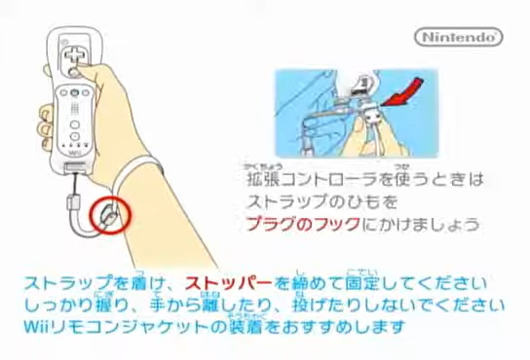 Nintendo
拡張コントローラを使うときは
ストラップのひもを
プラグのフックにかけましょう
ストラップを着け、ストッパーを締めて固定してください
しっかり握り、手から離したり、投げたりしないでください
Wiiリモコンジャケットの装着をおすすめします